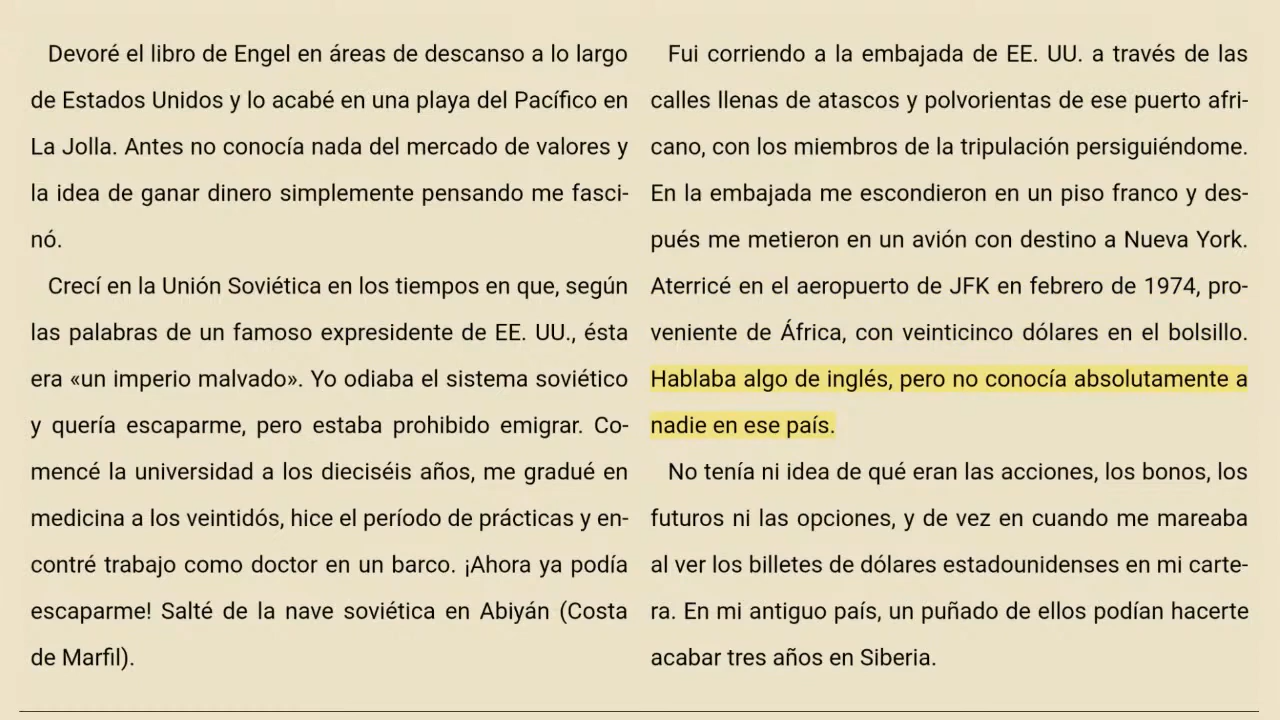 Devoré el libro de Engel en áreas de descanso a lo largo
de Estados Unidos y lo acabé en una playa del Pacífico en
La Jolla. Antes no conocía nada del mercado de valores y
la idea de ganar dinero simplemente pensando me fasci-
nó.
Crecí en la Unión Soviética en los tiempos en que, según
las palabras de un famoso expresidente de EE. UU., ésta
era «un imperio malvado». Yo odiaba el sistema soviético
y quería escaparme, pero estaba prohibido emigrar. Co-
mencé la universidad a los dieciséis años, me gradué en
medicina a los veintidós, hice el período de prácticas y en-
contré trabajo como doctor en un barco. ¡Ahora ya podía
escaparme! Salté de la nave soviética en Abiyán (Costa
de Marfil).
Fui corriendo a la embajada de EE. UU. a través de las
calles llenas de atascos y polvorientas de ese puerto afri-
cano, con los miembros de la tripulación persiguiéndome.
En la embajada me escondieron en un piso franco y des-
pués me metieron en un avión con destino a Nueva York.
Aterricé en el aeropuerto de JFK en febrero de 1974, pro-
veniente de África, con veinticinco dólares en el bolsillo.
Hablaba algo de inglés, pero no conocía absolutamente a
nadie en ese país.
No tenía ni idea de qué eran las acciones, los bonos, los
futuros ni las opciones, y de vez en cuando me mareaba
al ver los billetes de dólares estadounidenses en mi carte-
ra. En mi antiguo país, un puñado de ellos podían hacerte
acabar tres años en Siberia.